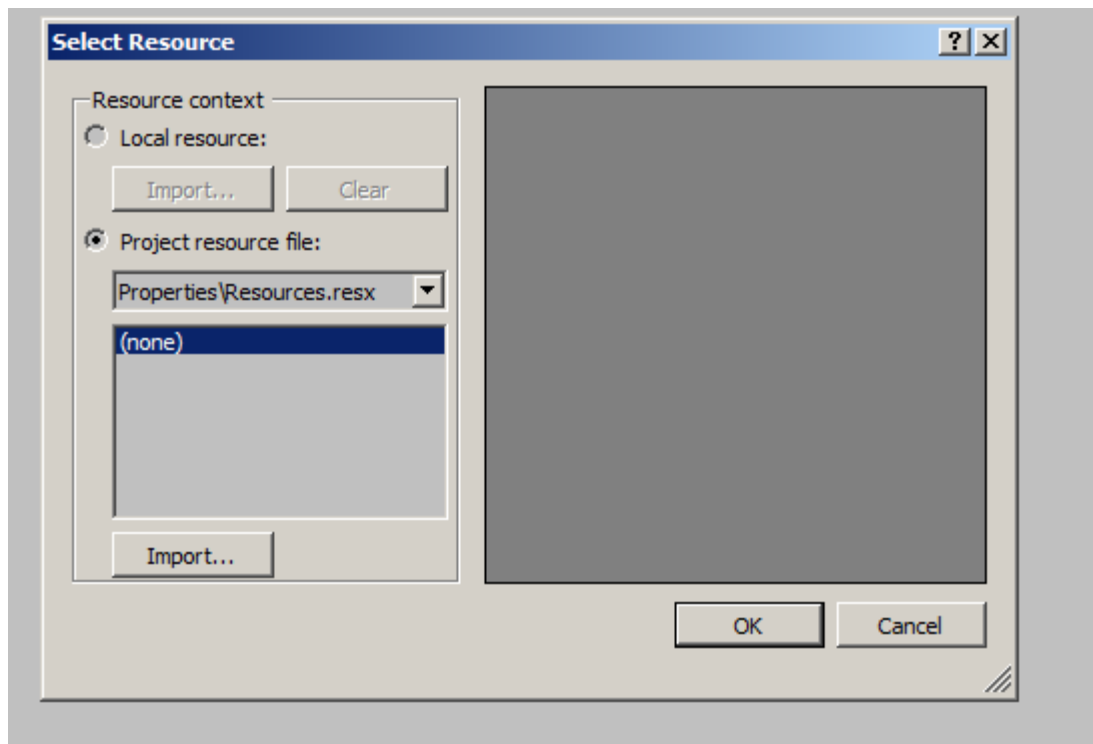 Select Resource
Resource context
Local resource:
Import...
Clear
Project resource file:
Properties\Resources.resx
(none)
Import...
OK
Cancel